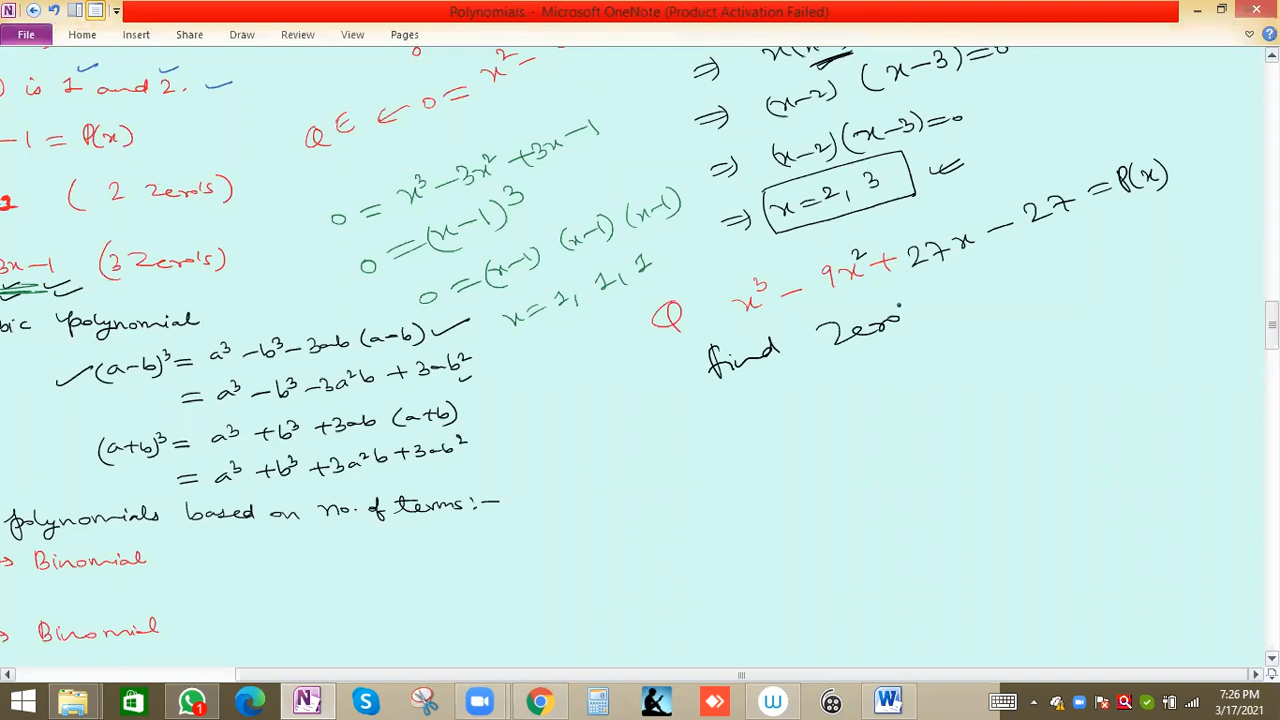 Polynomials - Microsoft OneNote (Product Activation Failed)
File Home Insert Share Draw Review View Pages
) is 1 and 2.
-1 = P(x)
( 2 Zero's)
3x-1 (3 Zero's)
bic polynomial
(a-b)³ = a³ -b³ -3ab (a-b)
= a³ -b³ -3a²b + 3ab²
(a+b)³ = a³ +b³ +3ab (a+b)
= a³ +b³ +3a²b +3ab²
polynomials based on no. of terms:-
→ Binomial
→ Binomial
Q E ← 0 = x² -
0 = x³ -3x² +3x -1
0 = (x-1)³
0 = (x-1) (x-1) (x-1)
x = 1, 1, 1
⇒ (x-2) (x-3)=0
⇒ (x-2)(x-3)=0
⇒ x=2, 3
Q x³ - 9x² + 27x - 27 = P(x)
find Zero
7:26 PM
3/17/2021